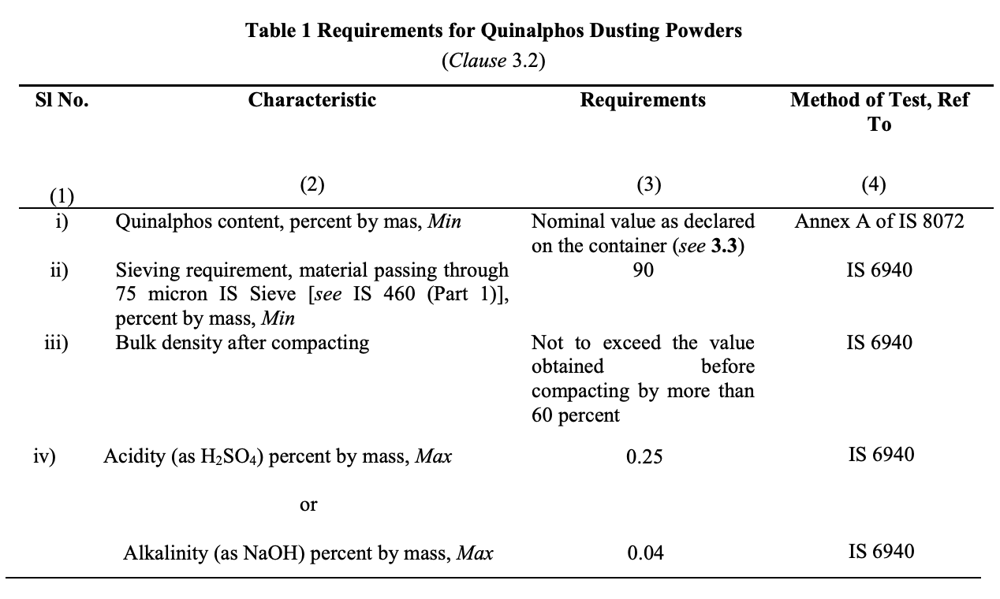 Table 1 Requirements for Quinalphos Dusting Powders
(Clause 3.2)
Sl No. Characteristic Requirements Method of Test, Ref
To
(1) (2) (3) (4)
i) Quinalphos content, percent by mas, Min Nominal value as declared Annex A of IS 8072
on the container (see 3.3)
ii) Sieving requirement, material passing through 90 IS 6940
75 micron IS Sieve [see IS 460 (Part 1)],
percent by mass, Min
iii) Bulk density after compacting Not to exceed the value IS 6940
obtained before
compacting by more than
60 percent
iv) Acidity (as H₂SO₄) percent by mass, Max 0.25 IS 6940
or
Alkalinity (as NaOH) percent by mass, Max 0.04 IS 6940